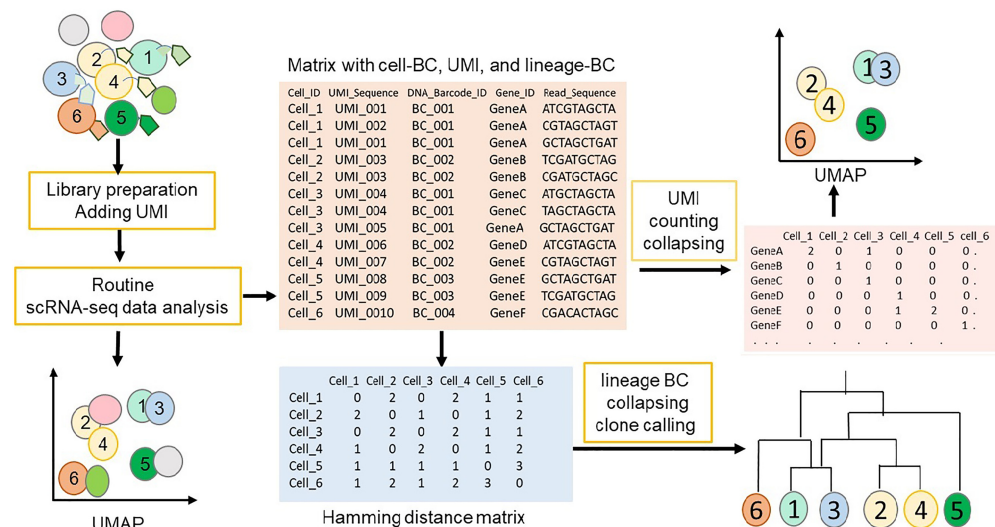 2
1
3
4
6
5
Library preparation
Adding UMI
Routine
scRNA-seq data analysis
1 3
2
4
5
6
UMAP
Matrix with cell-BC, UMI, and lineage-BC
Cell_ID UMI_Sequence DNA_Barcode_ID Gene_ID Read_Sequence
Cell_1 UMI_001 BC_001 GeneA ATCGTAGCTA
Cell_1 UMI_002 BC_001 GeneA CGTAGCTAGT
Cell_1 UMI_001 BC_001 GeneA GCTAGCTGAT
Cell_2 UMI_003 BC_002 GeneB TCGATGCTAG
Cell_2 UMI_003 BC_002 GeneB CGATGCTAGC
Cell_3 UMI_004 BC_001 GeneC ATGCTAGCTA
Cell_3 UMI_004 BC_001 GeneC TAGCTAGCTA
Cell_3 UMI_005 BC_001 GeneA GCTAGCTGAT
Cell_4 UMI_006 BC_002 GeneD ATCGTAGCTA
Cell_4 UMI_007 BC_002 GeneE CGTAGCTAGT
Cell_5 UMI_008 BC_003 GeneE GCTAGCTGAT
Cell_5 UMI_009 BC_003 GeneE TCGATGCTAG
Cell_6 UMI_0010 BC_004 GeneF CGACACTAGC
Cell_1 Cell_2 Cell_3 Cell_4 Cell_5 Cell_6
Cell_1 0 2 0 2 1 1
Cell_2 2 0 1 0 1 2
Cell_3 0 2 0 2 1 1
Cell_4 1 0 2 0 1 2
Cell_5 1 1 1 1 0 3
Cell_6 1 2 1 2 3 0
Hamming distance matrix
UMI
counting
collapsing
lineage BC
collapsing
clone calling
1 3
2
4
5
6
UMAP
Cell_1 Cell_2 Cell_3 Cell_4 Cell_5 cell_6
GeneA 2 0 1 0 0 0 .
GeneB 0 1 0 0 0 0 .
GeneC 0 0 1 0 0 0 .
GeneD 0 0 0 1 0 0 .
GeneE 0 0 0 1 2 0 .
GeneF 0 0 0 0 0 1 .
. . . . . . . . .
6 1 3 2 4 5